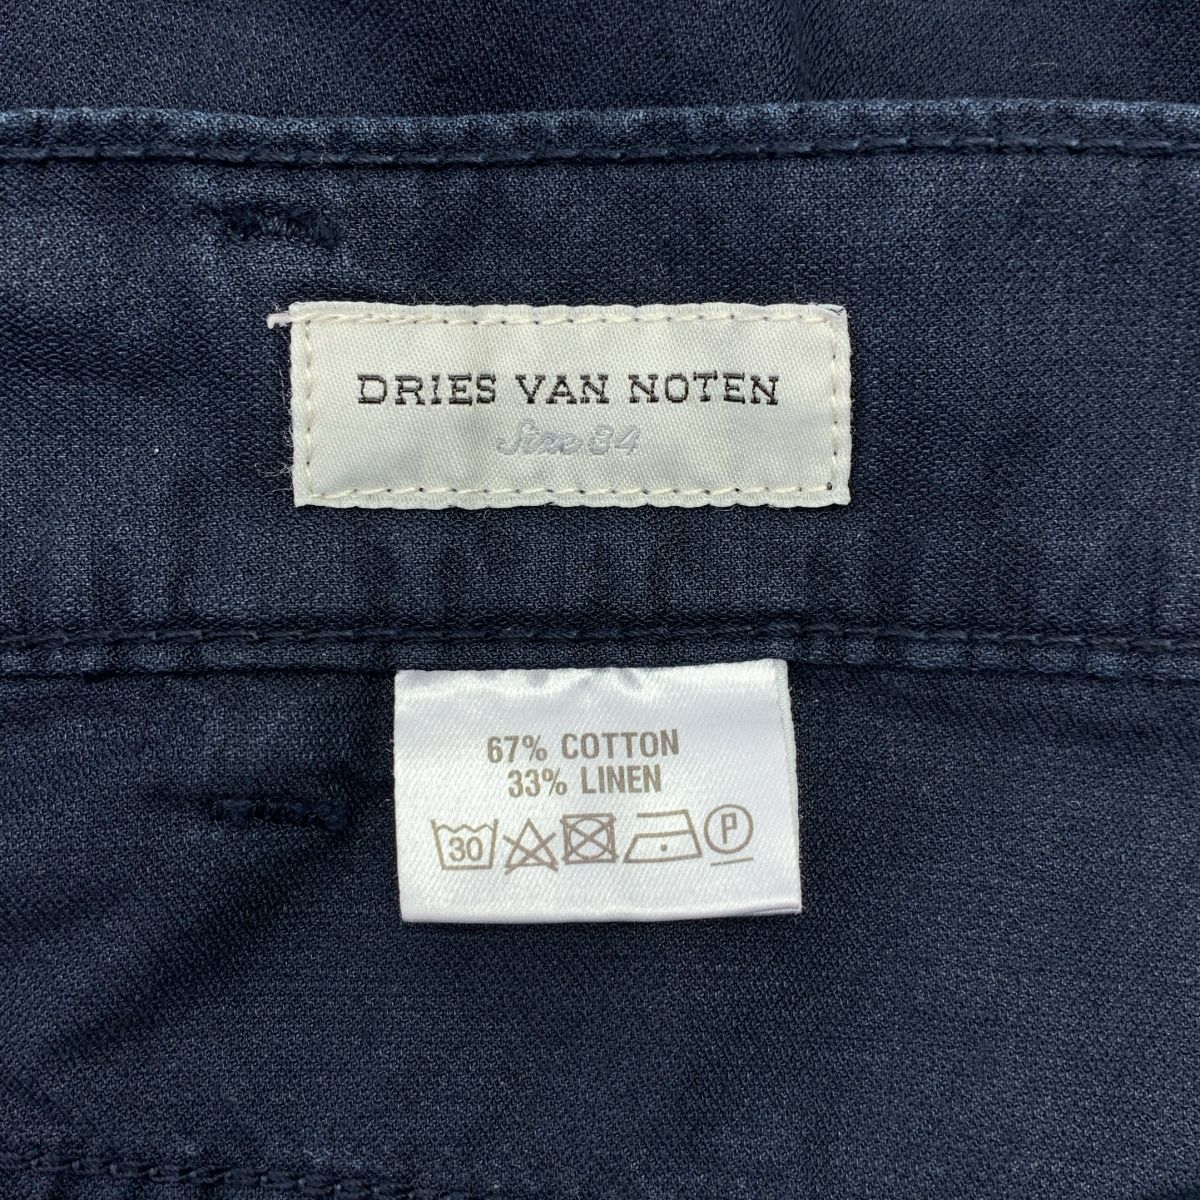 DRIES VAN NOTEN
Size 34
67% COTTON
33% LINEN
30 P